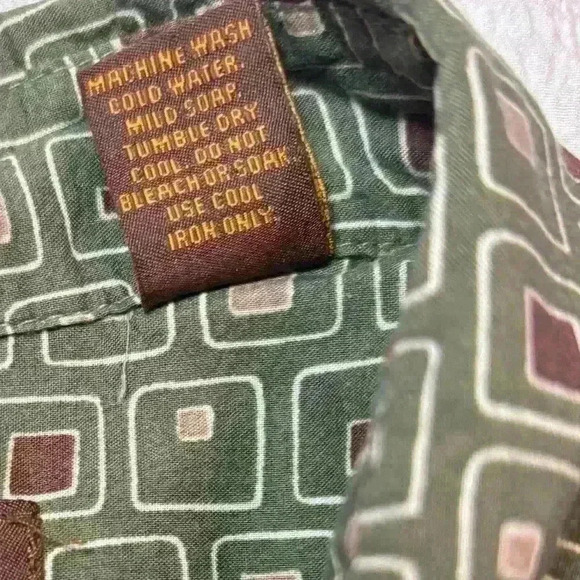 MACHINE WASH
COLD WATER.
MILD SOAP.
TUMBLE DRY
COOL. DO NOT
BLEACH OR SOAK.
USE COOL
IRON ONLY.